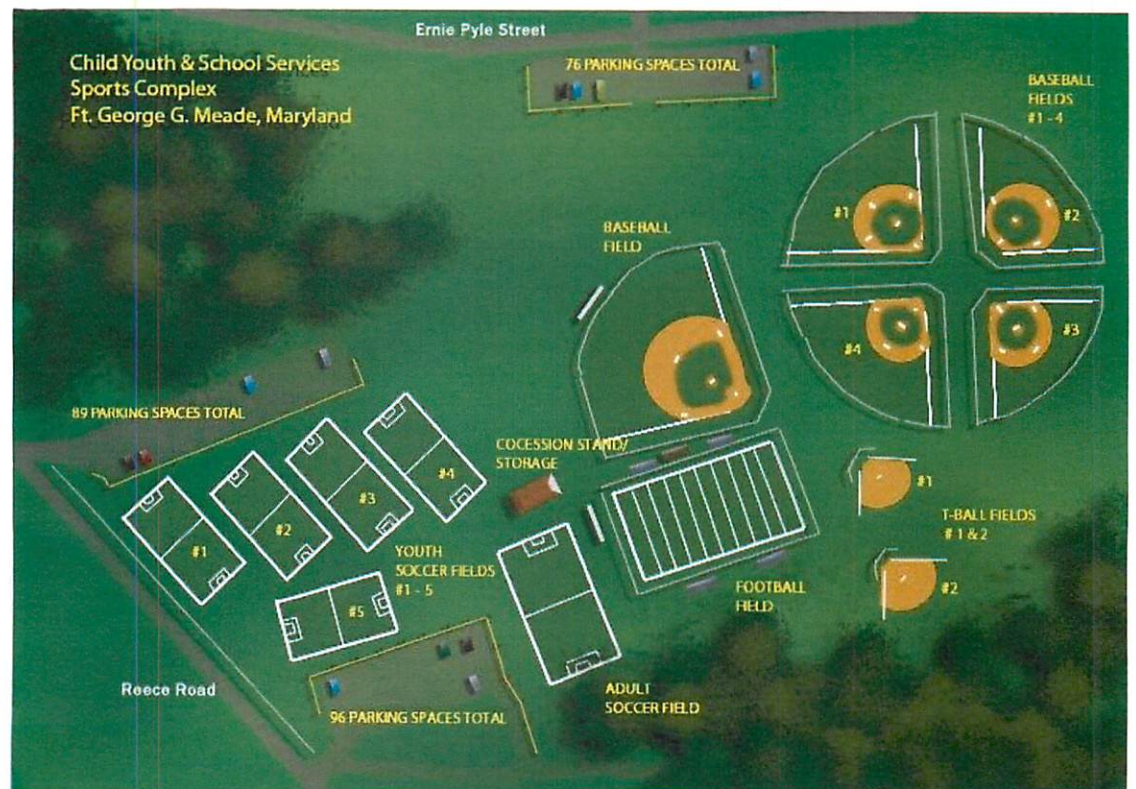 Ernie Pyle Street
Child Youth & School Services
Sports Complex
Ft. George G. Meade, Maryland
76 PARKING SPACES TOTAL
BASEBALL
FIELDS
#1 - 4
#1
#2
BASEBALL
FIELD
#4
#3
89 PARKING SPACES TOTAL
COCESSION STAND/
STORAGE
#4
#3
#2
#1
#1
T-BALL FIELDS
# 1 & 2
#2
YOUTH
SOCCER FIELDS
#1 - 5
#5
FOOTBALL
FIELD
Reece Road
ADULT
SOCCER FIELD
96 PARKING SPACES TOTAL